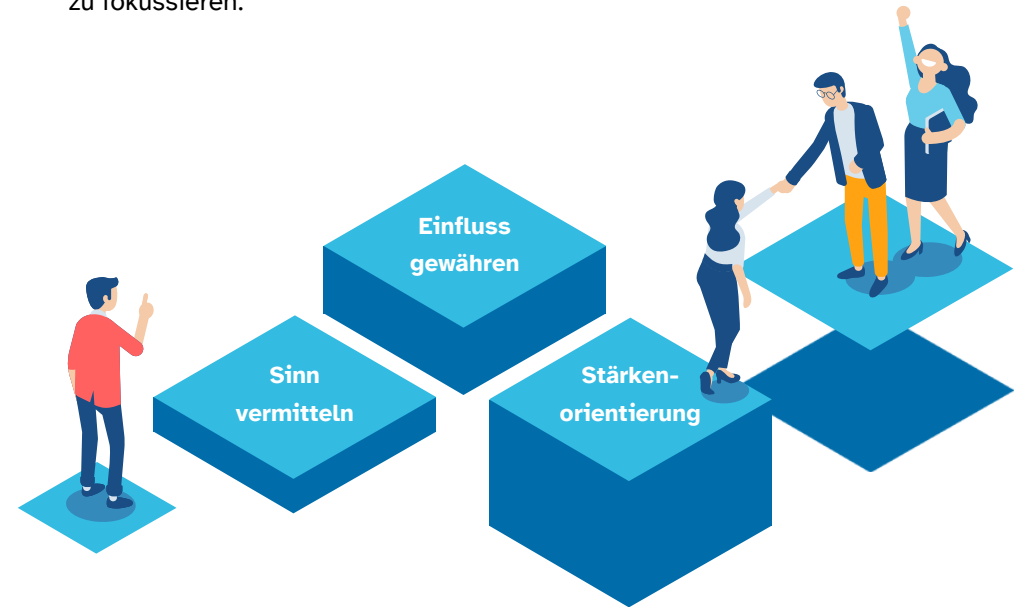 zu fokussieren.
Einfluss
gewähren
Sinn
vermitteln
Stärken-
orientierung